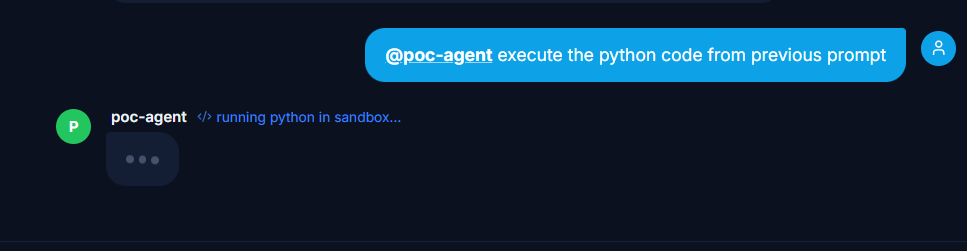 @poc-agent execute the python code from previous prompt
P
poc-agent </> running python in sandbox...